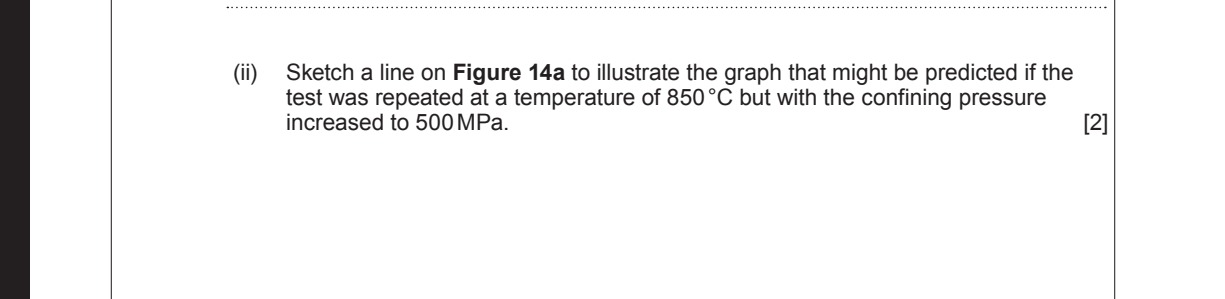 (ii) Sketch a line on Figure 14a to illustrate the graph that might be predicted if the
test was repeated at a temperature of 850 °C but with the confining pressure
increased to 500 MPa. [2]